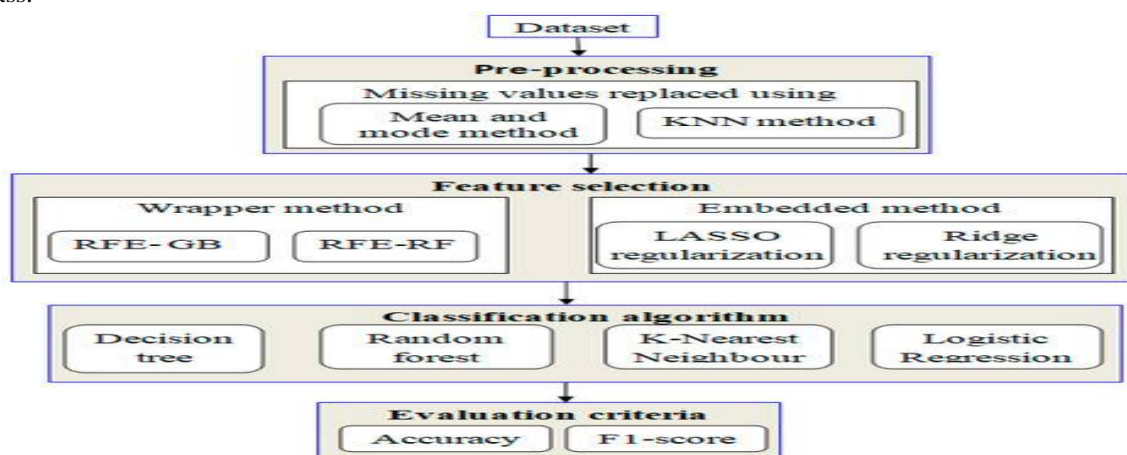 Dataset
Pre-processing
Missing values replaced using
Mean and
mode method
KNN method
Feature selection
Wrapper method
RFE- GB
RFE-RF
Embedded method
LASSO
regularization
Ridge
regularization
Classification algorithm
Decision
tree
Random
forest
K-Nearest
Neighbour
Logistic
Regression
Evaluation criteria
Accuracy
F1-score